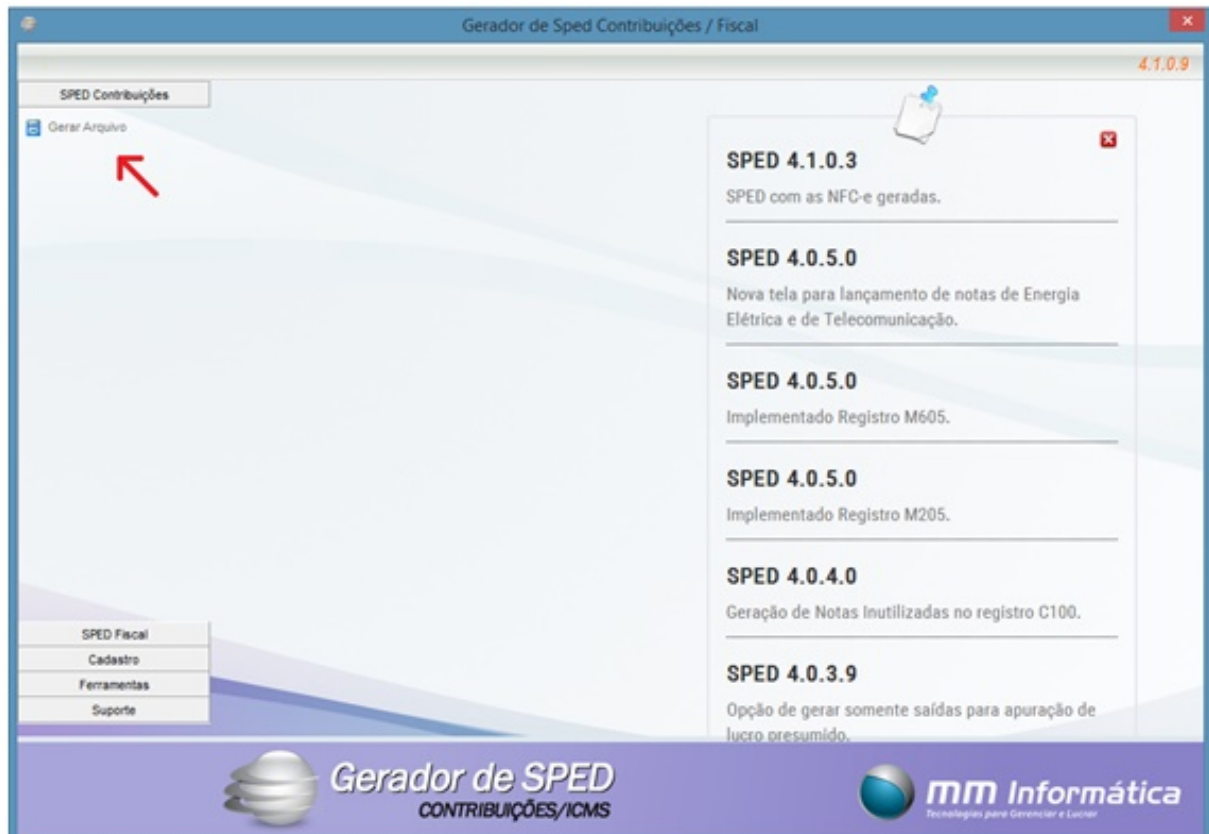 Gerador de Sped Contribuições / Fiscal
4.1.0.9
SPED Contribuições
Gerar Arquivo
SPED 4.1.0.3
SPED com as NFC-e geradas.
SPED 4.0.5.0
Nova tela para lançamento de notas de Energia
Elétrica e de Telecomunicação.
SPED 4.0.5.0
Implementado Registro M605.
SPED 4.0.5.0
Implementado Registro M205.
SPED 4.0.4.0
Geração de Notas Inutilizadas no registro C100.
SPED 4.0.3.9
Opção de gerar somente saídas para apuração de
lucro presumido.
SPED Fiscal
Cadastro
Ferramentas
Suporte
Gerador de SPED
CONTRIBUIÇÕES/ICMS
mm Informática
Tecnologias para Gerenciar e Lucrar